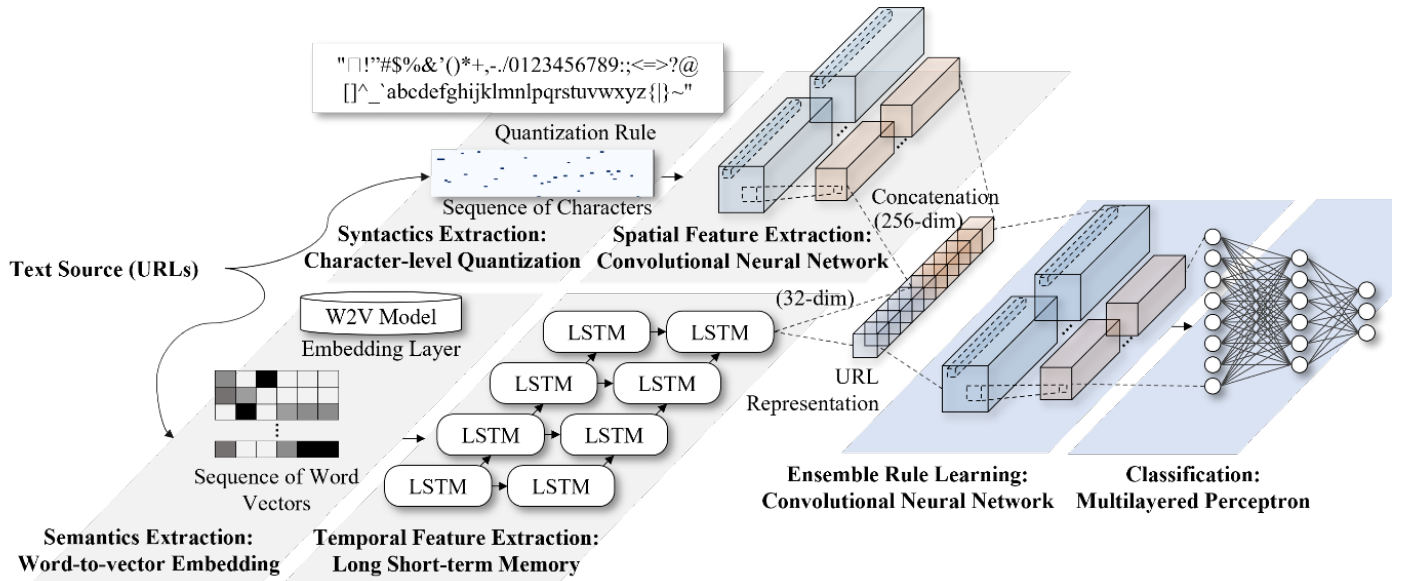 "□!”#$%&’()*+,-./0123456789:;<=>?@
[]^_`abcdefghijklmnlpqrstuvwxyz{|}~"
Quantization Rule
Sequence of Characters
Syntactics Extraction:
Character-level Quantization
Spatial Feature Extraction:
Convolutional Neural Network
Concatenation
(256-dim)
Text Source (URLs)
(32-dim)
W2V Model
Embedding Layer
LSTM
LSTM
LSTM
LSTM
LSTM
LSTM
LSTM
LSTM
URL
Representation
Sequence of Word
Vectors
Semantics Extraction:
Word-to-vector Embedding
Temporal Feature Extraction:
Long Short-term Memory
Ensemble Rule Learning:
Convolutional Neural Network
Classification:
Multilayered Perceptron